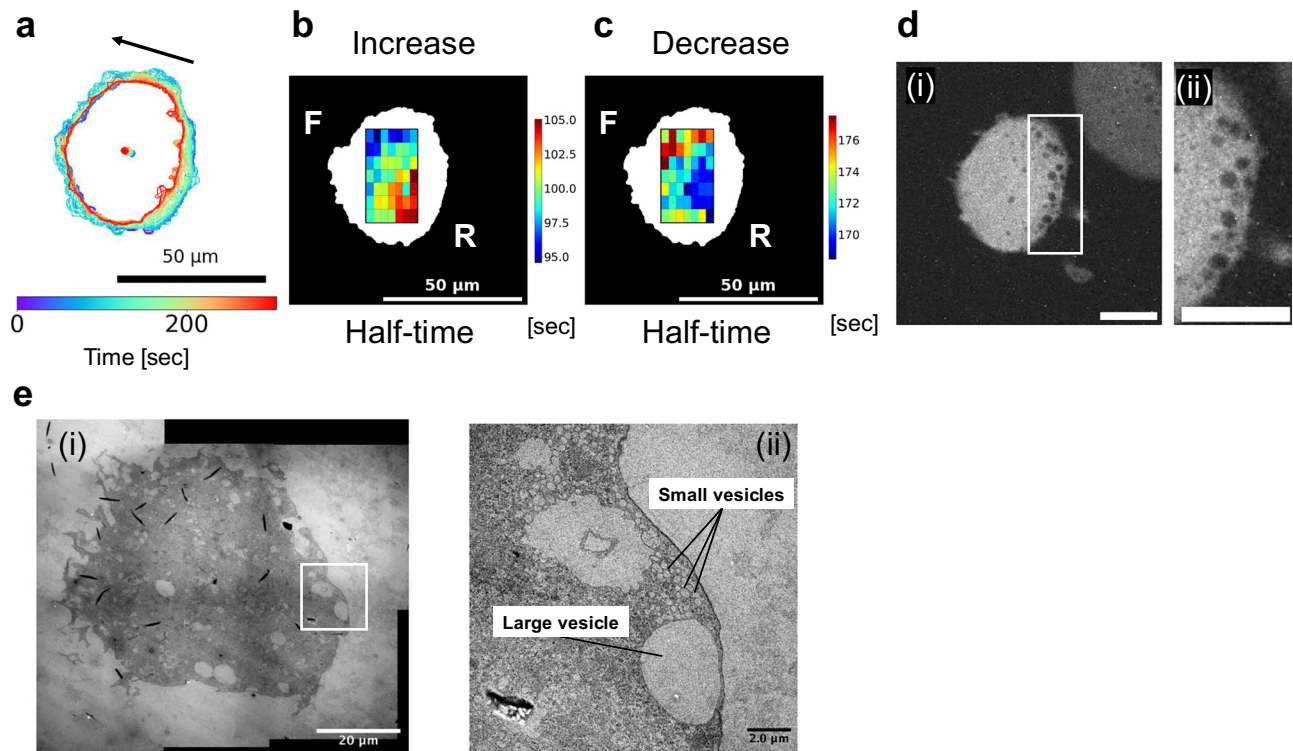 a
50 µm
0
200
Time [sec]
b
Increase
F
R
50 µm
105.0
102.5
100.0
97.5
95.0
Half-time
[sec]
c
Decrease
F
R
50 µm
176
174
172
170
Half-time
[sec]
d
(i)
(ii)
e
(i)
20 µm
(ii)
Small vesicles
Large vesicle
2.0 µm